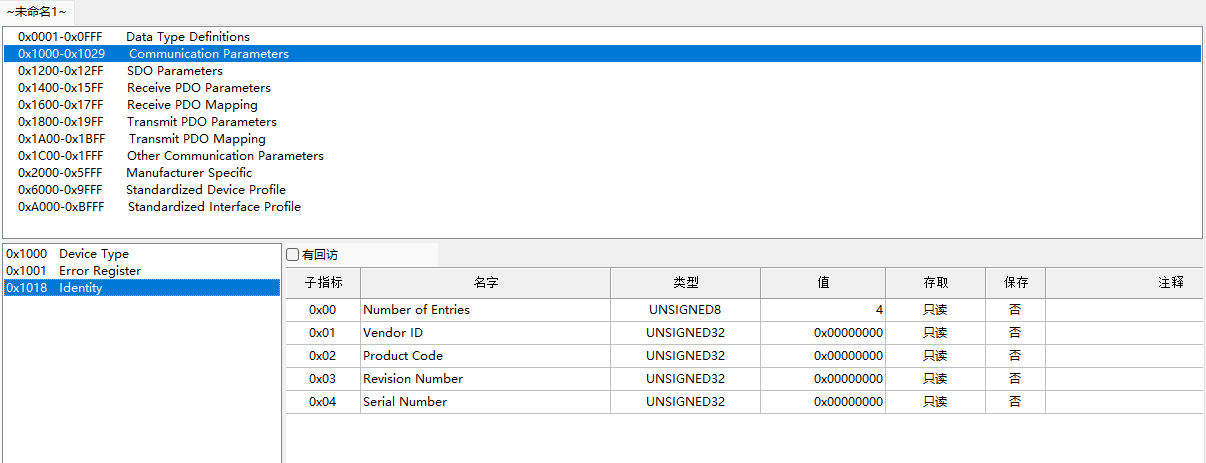 ~未命名1~
0x0001-0x0FFF Data Type Definitions
0x1000-0x1029 Communication Parameters
0x1200-0x12FF SDO Parameters
0x1400-0x15FF Receive PDO Parameters
0x1600-0x17FF Receive PDO Mapping
0x1800-0x19FF Transmit PDO Parameters
0x1A00-0x1BFF Transmit PDO Mapping
0x1C00-0x1FFF Other Communication Parameters
0x2000-0x5FFF Manufacturer Specific
0x6000-0x9FFF Standardized Device Profile
0xA000-0xBFFF Standardized Interface Profile
0x1000 Device Type
0x1001 Error Register
0x1018 Identity
有回访
子指标 名字 类型 值 存取 保存 注释
0x00 Number of Entries UNSIGNED8 4 只读 否
0x01 Vendor ID UNSIGNED32 0x00000000 只读 否
0x02 Product Code UNSIGNED32 0x00000000 只读 否
0x03 Revision Number UNSIGNED32 0x00000000 只读 否
0x04 Serial Number UNSIGNED32 0x00000000 只读 否